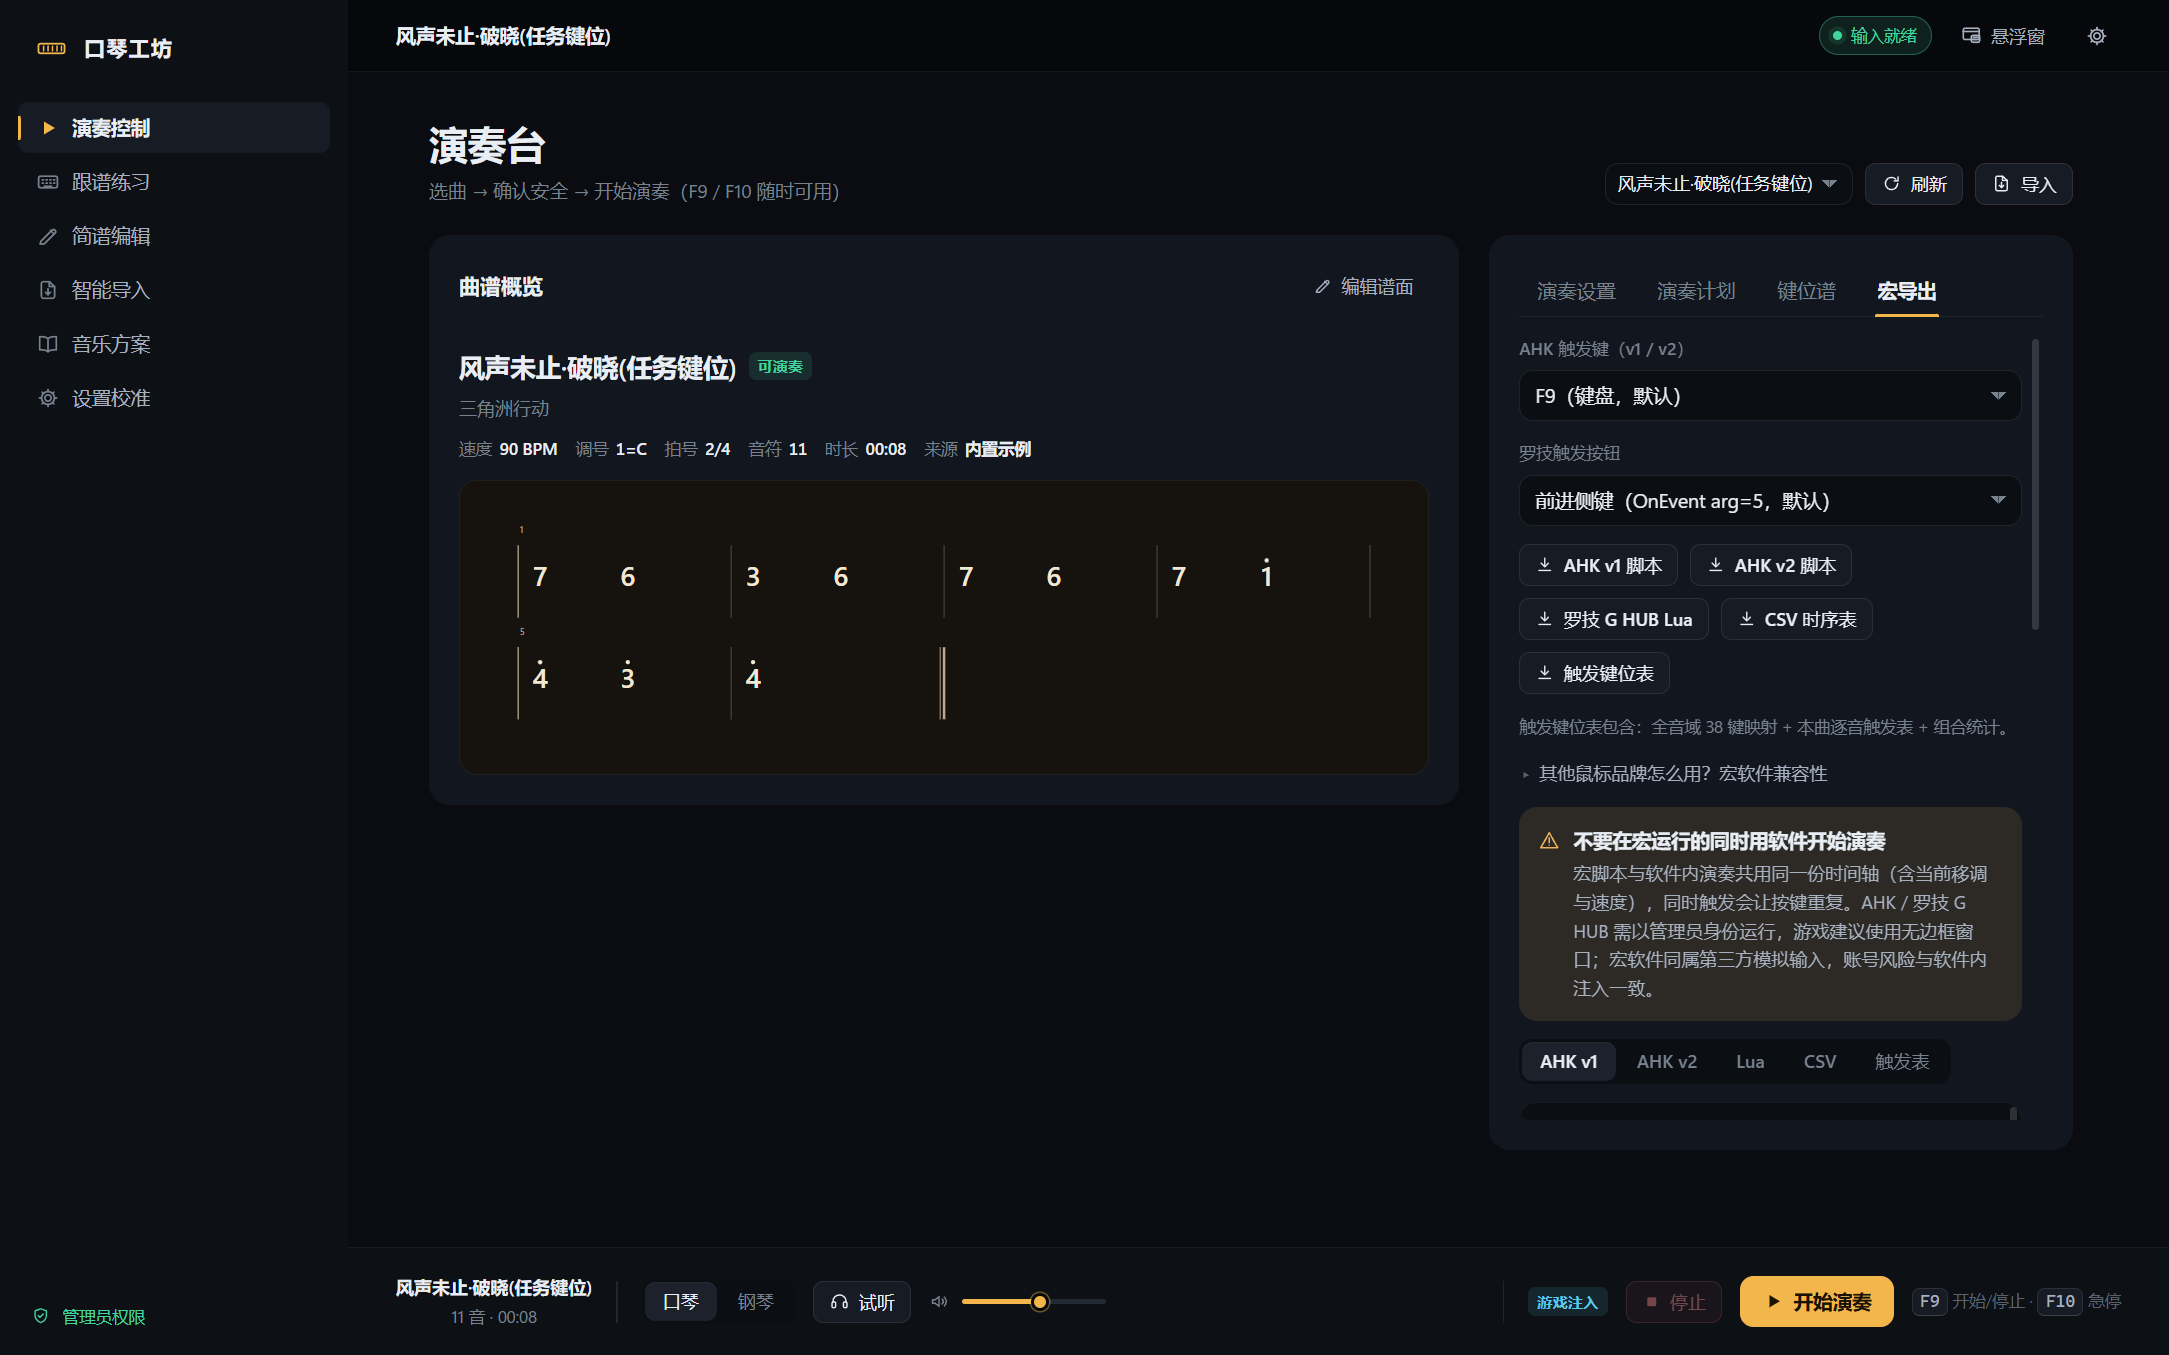 口琴工坊
演奏控制
跟谱练习
简谱编辑
智能导入
音乐方案
设置校准
管理员权限
风声未止·破晓(任务键位)
输入就绪
悬浮窗
演奏台
选曲 → 确认安全 → 开始演奏（F9 / F10 随时可用）
风声未止·破晓(任务键位)
刷新
导入
曲谱概览
编辑谱面
风声未止·破晓(任务键位) 可演奏
三角洲行动
速度 90 BPM 调号 1=C 拍号 2/4 音符 11 时长 00:08 来源 内置示例
1
7 6 3 6 7 6 7 1
5
4 3 4
演奏设置 演奏计划 键位谱 宏导出
AHK 触发键（v1 / v2）
F9（键盘，默认）
罗技触发按钮
前进侧键（OnEvent arg=5，默认）
AHK v1 脚本
AHK v2 脚本
罗技 G HUB Lua
CSV 时序表
触发键位表
触发键位表包含：全音域 38 键映射 + 本曲逐音触发表 + 组合统计。
其他鼠标品牌怎么用？宏软件兼容性
不要在宏运行的同时用软件开始演奏
宏脚本与软件内演奏共用同一份时间轴（含当前移调
与速度），同时触发会让按键重复。AHK / 罗技 G
HUB 需以管理员身份运行，游戏建议使用无边框窗
口；宏软件同属第三方模拟输入，账号风险与软件内
注入一致。
AHK v1 AHK v2 Lua CSV 触发表
风声未止·破晓(任务键位)
11 音 · 00:08
口琴 钢琴
试听
游戏注入
停止
开始演奏
F9 开始/停止 · F10 急停